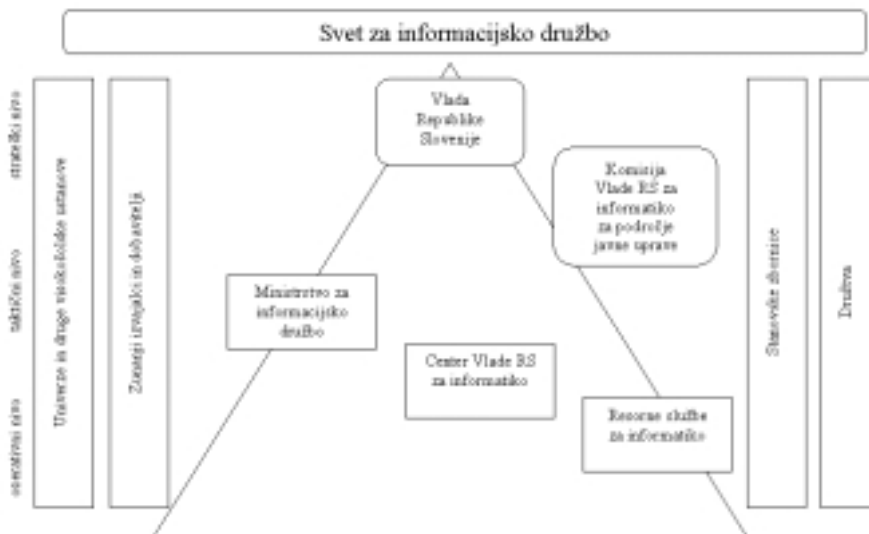 Svet za informacijsko družbo
strateški nivo
taktični nivo
operativni nivo
Univerze in druge visokošolske ustanove
Zunanji izvajalci in dobavitelji
Vlada
Republike
Slovenije
Komisija
Vlade RS za
informatiko
za področje
javne uprave
Ministrstvo za
informacijsko
družbo
Center Vlade RS
za informatiko
Resorne službe
za informatiko
Stanovske zbornice
Društva